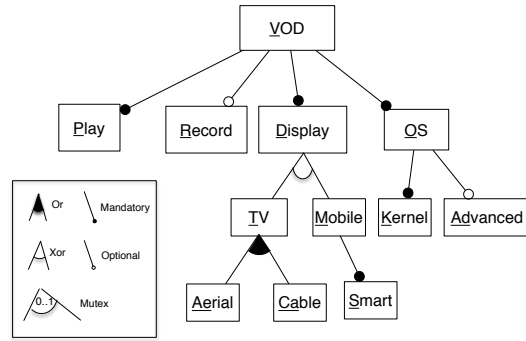 VOD
Play
Record
Display
OS
TV
Mobile
Kernel
Advanced
Aerial
Cable
Smart
Or
Mandatory
Xor
Optional
0..1
Mutex